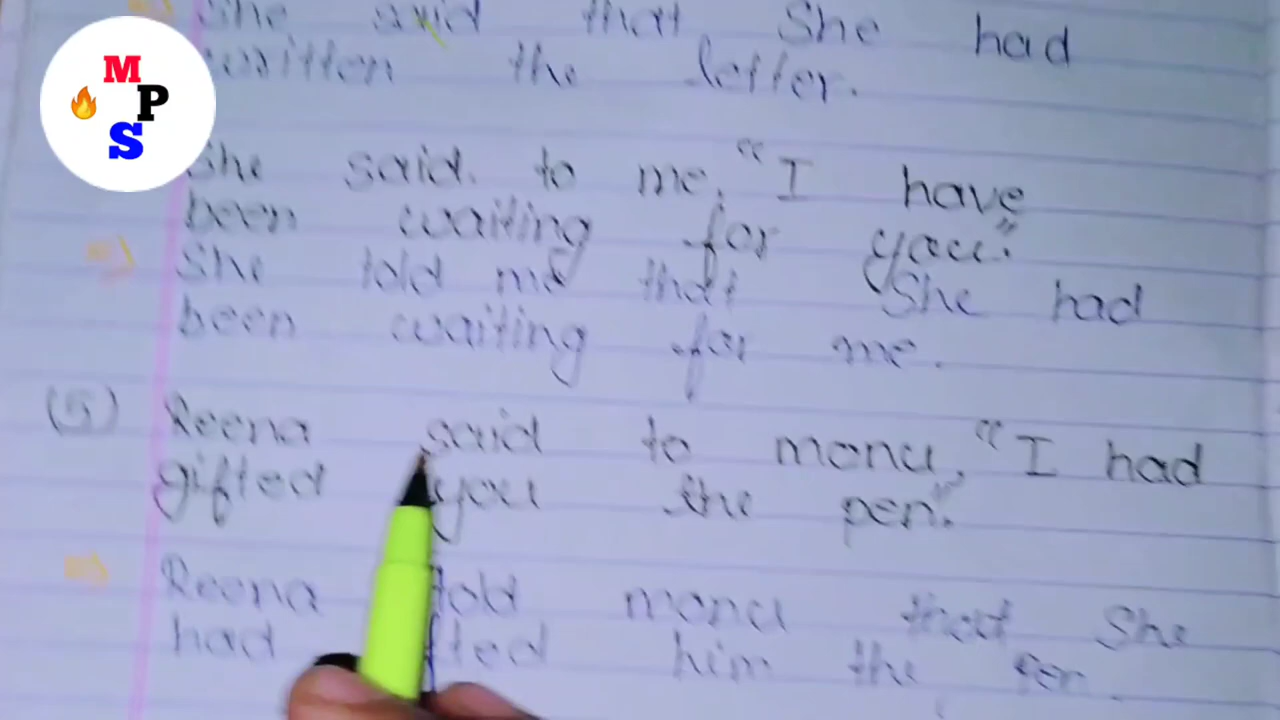 She said that She had
written the letter.
M
P
S
She said to me, "I have
been waiting for you."
She told me that She had
been waiting for me.
(5) Reena said to monu, "I had
gifted you the pen."
Reena told monu that She
had him the pen.